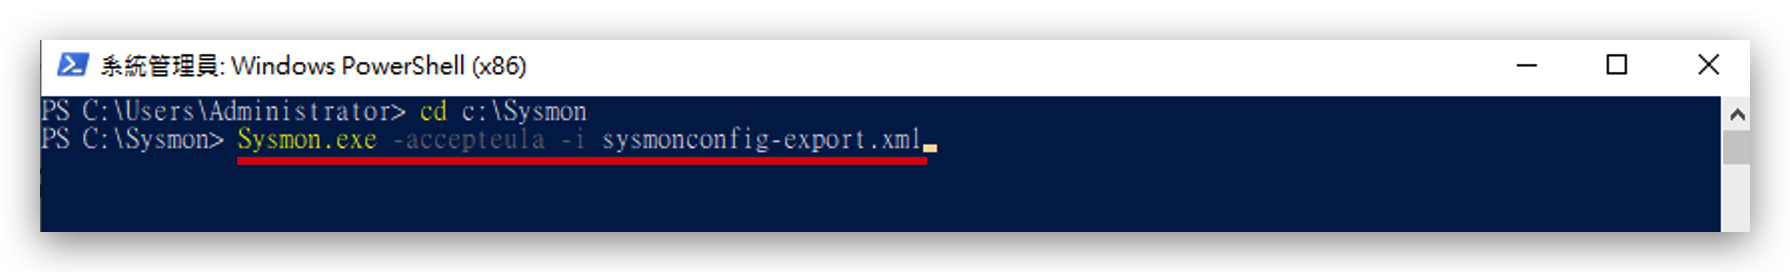 系統管理員: Windows PowerShell (x86)
PS C:\Users\Administrator> cd c:\Sysmon
PS C:\Sysmon> Sysmon.exe -accepteula -i sysmonconfig-export.xml